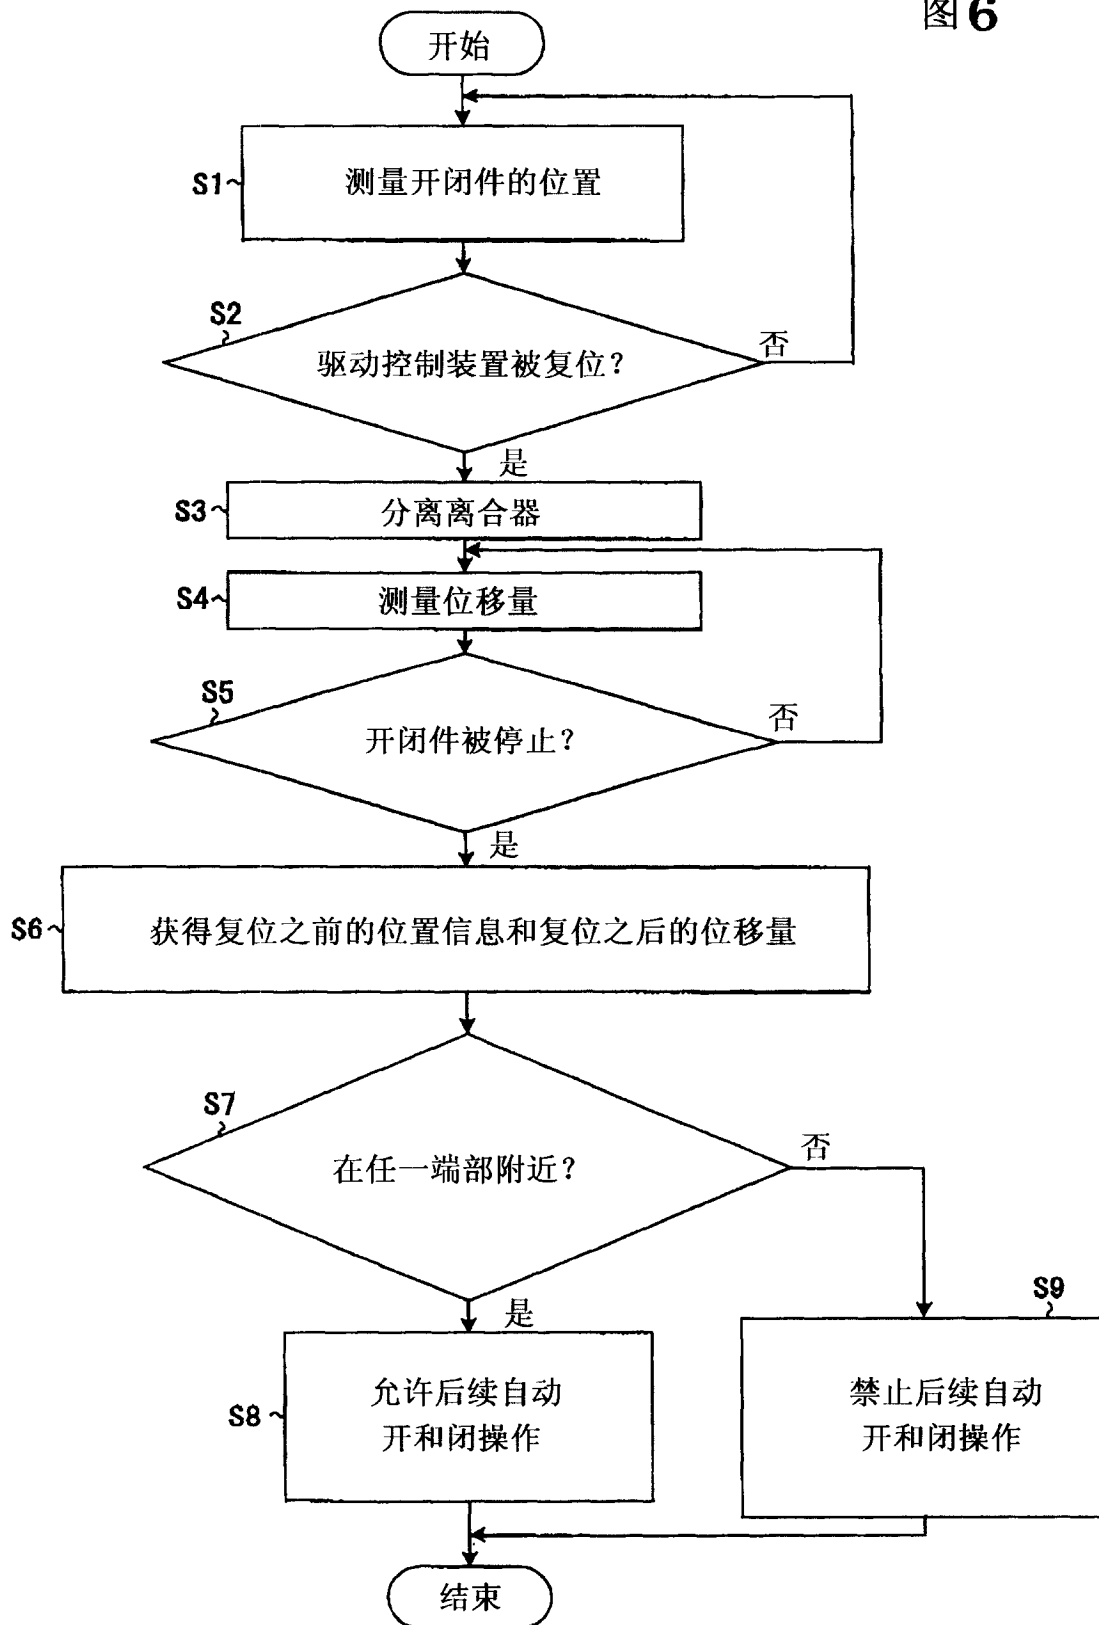 图6
开始
S1
测量开闭件的位置
S2
驱动控制装置被复位？
否
是
S3
分离离合器
S4
测量位移量
S5
开闭件被停止？
否
是
S6
获得复位之前的位置信息和复位之后的位移量
S7
在任一端部附近？
否
是
S8
允许后续自动
开和闭操作
S9
禁止后续自动
开和闭操作
结束